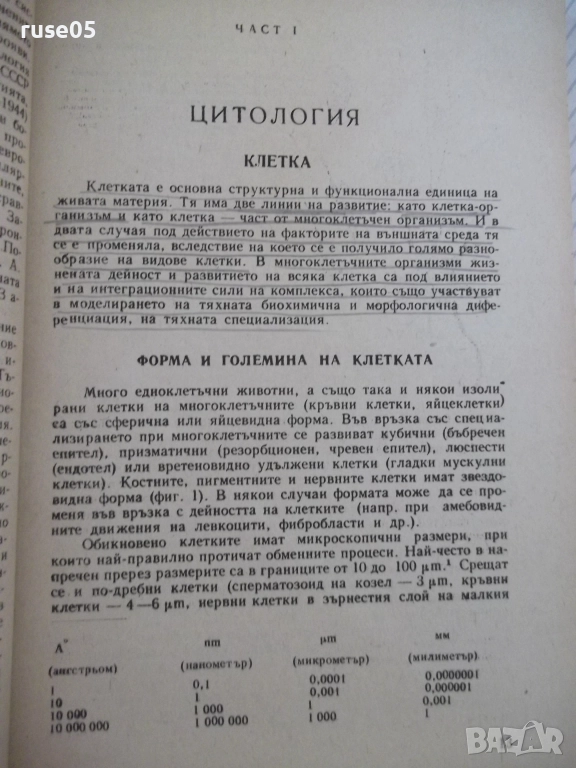 ruse05
ЧАСТ I
ЦИТОЛОГИЯ
КЛЕТКА
Клетката е основна структурна и функционална единица на
живата материя. Тя има две линии на развитие: като клетка-ор-
ганизъм и като клетка — част от многоклетъчен организъм. И в
двата случая под действието на факторите на външната среда тя
се е променяла, вследствие на което се е получило голямо разно-
образие на видове клетки. В многоклетъчните организми жиз-
нената дейност и развитието на всяка клетка са под влиянието
и на интеграционните сили на комплекса, които също участвуват
в моделирането на тяхната биохимична и морфологична дифе-
ренциация, на тяхната специализация.
ФОРМА И ГОЛЕМИНА НА КЛЕТКАТА
Много едноклетъчни животни, а също така и някои изоли-
рани клетки на многоклетъчните (кръвни клетки, яйцеклетки)
са със сферична или яйцевидна форма. Във връзка със специа-
лизирането при многоклетъчните се развиват кубични (бъбречен
епител), призматични (резорбционен, чревен епител), люспести
(ендотел) или вретеновидно удължени клетки (гладки мускулни
клетки). Костните, пигментните и нервните клетки имат звездо-
видна форма (фиг. 1). В някои случаи формата може да се про-
меня във връзка с дейността на клетките (напр. при амебовид-
ните движения на левкоцити, фибробласти и др.).
Обикновено клетките имат микроскопични размери, при
които най-правилно протичат обменните процеси. Най-често в на-
пречен пререз размерите са в границите от 10 до 100 μm.¹ Срещат
се и по-дребни клетки (сперматозоид на козел — 3 μm, кръвни
клетки — 4—6 μm, нервни клетки в зърнестия слой на малкия
А° nm μm мм
(ангстрьом) (нанометър) (микрометър) (милиметър)
1 0,1 0,0001 0,0000001
10 1 0,001 0,000001
10 000 1 000 1 0,001
10 000 000 1 000 000 1 000 1
BAZAR
СССР
1944)